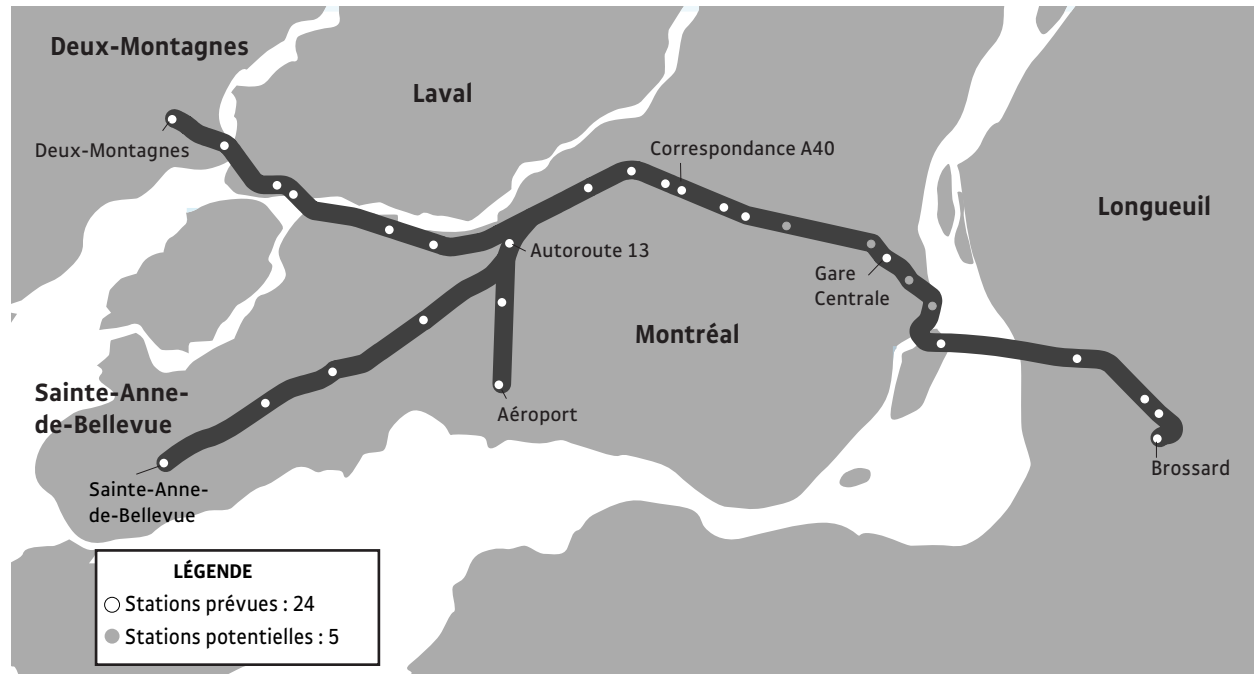 Deux-Montagnes
Laval
Deux-Montagnes
Correspondance A40
Longueuil
Autoroute 13
Gare
Centrale
Montréal
Sainte-Anne-
de-Bellevue
Aéroport
Brossard
Sainte-Anne-
de-Bellevue
LÉGENDE
Stations prévues : 24
Stations potentielles : 5